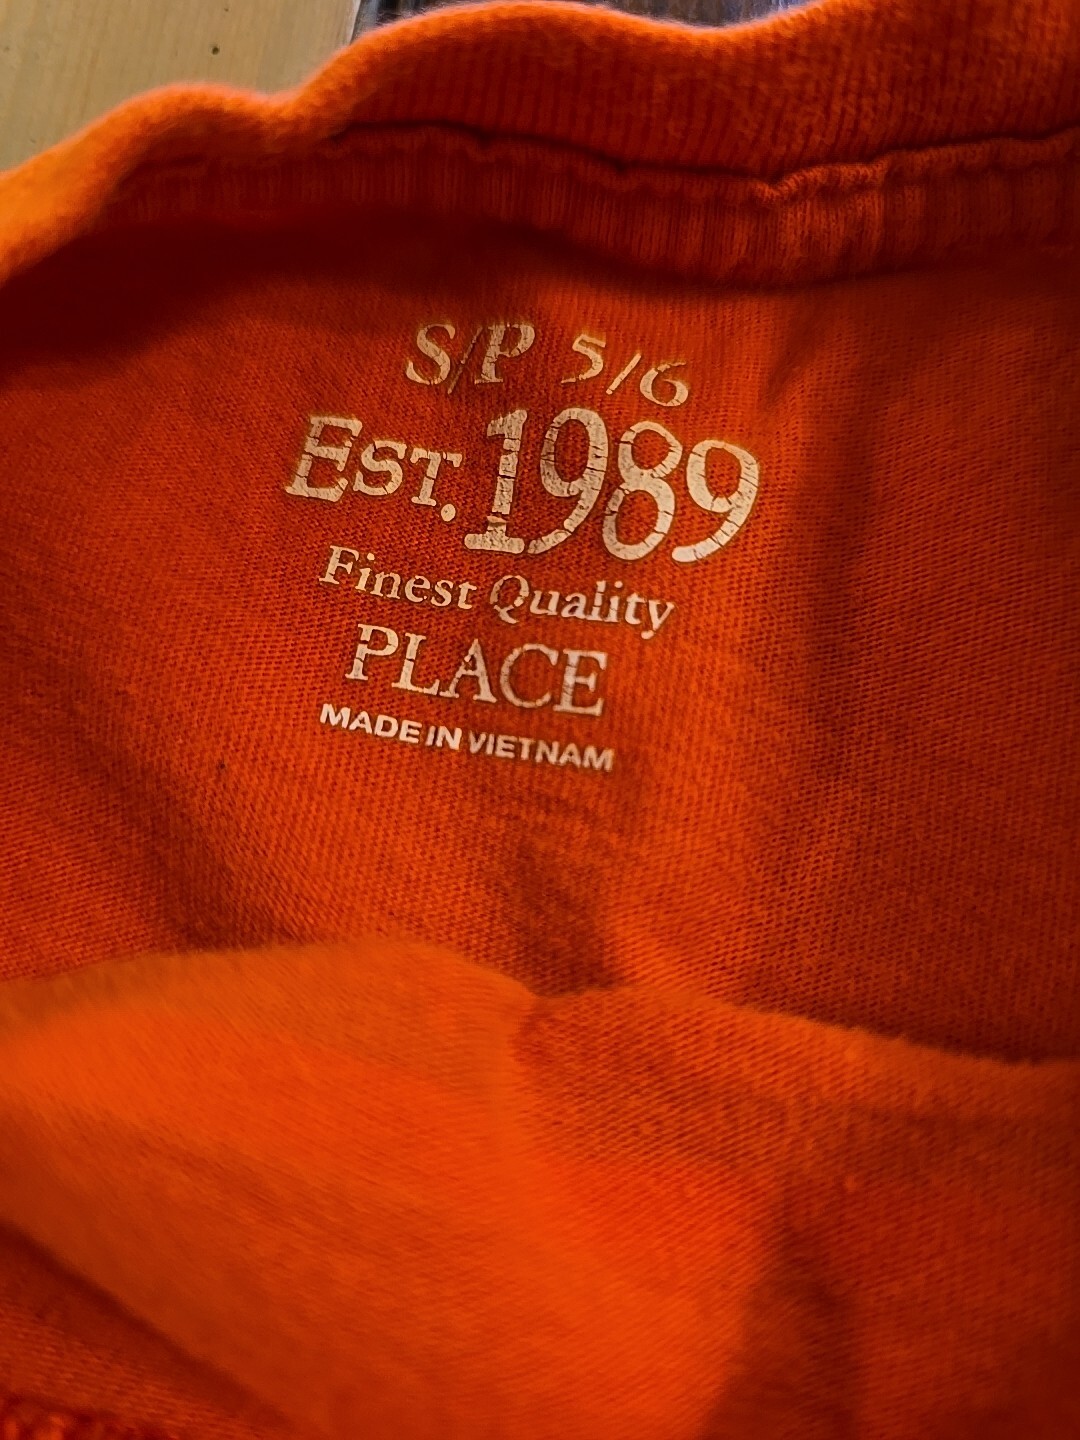 S/P 5/6
EST. 1989
Finest Quality
PLACE
MADE IN VIETNAM